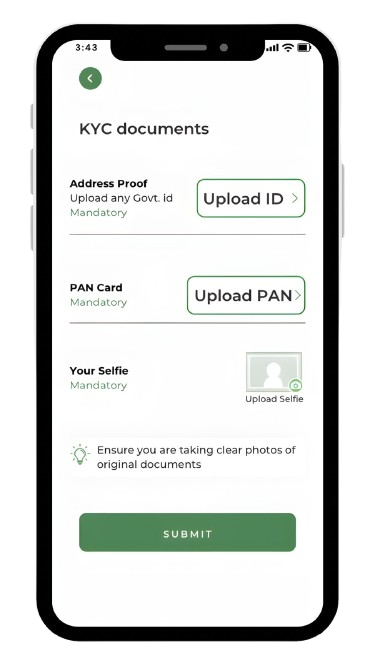 3:43
KYC documents
Address Proof
Upload any Govt. id
Mandatory
Upload ID
PAN Card
Mandatory
Upload PAN
Your Selfie
Mandatory
Upload Selfie
Ensure you are taking clear photos of
original documents
SUBMIT